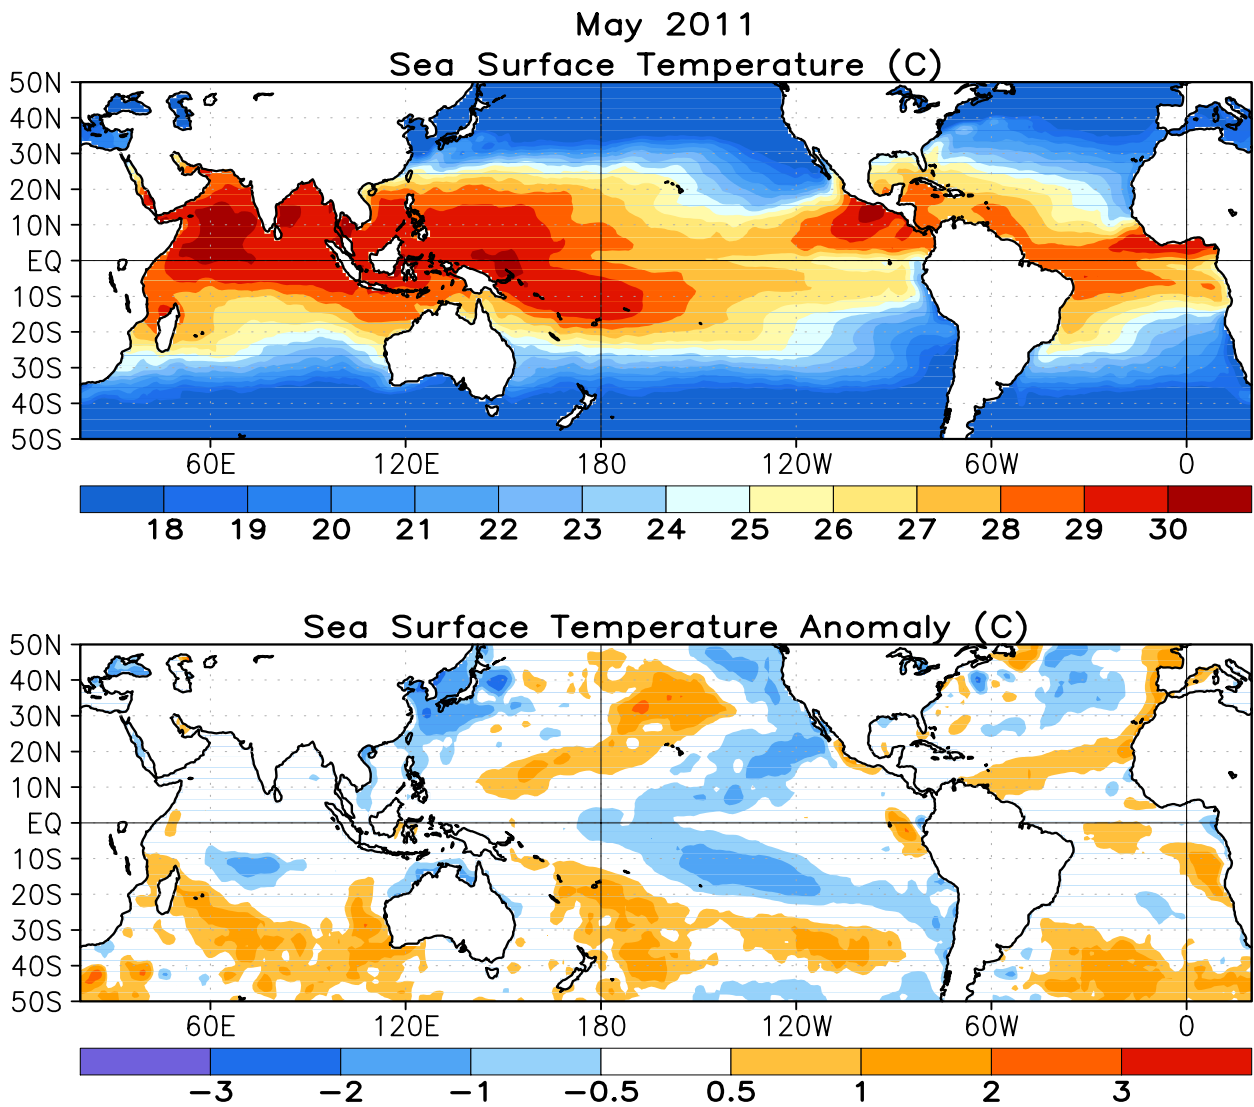 May 2011
Sea Surface Temperature (C)
50N
40N
30N
20N
10N
EQ
10S
20S
30S
40S
50S
60E 120E 180 120W 60W 0
18 19 20 21 22 23 24 25 26 27 28 29 30
Sea Surface Temperature Anomaly (C)
50N
40N
30N
20N
10N
EQ
10S
20S
30S
40S
50S
60E 120E 180 120W 60W 0
−3 −2 −1 −0.5 0.5 1 2 3